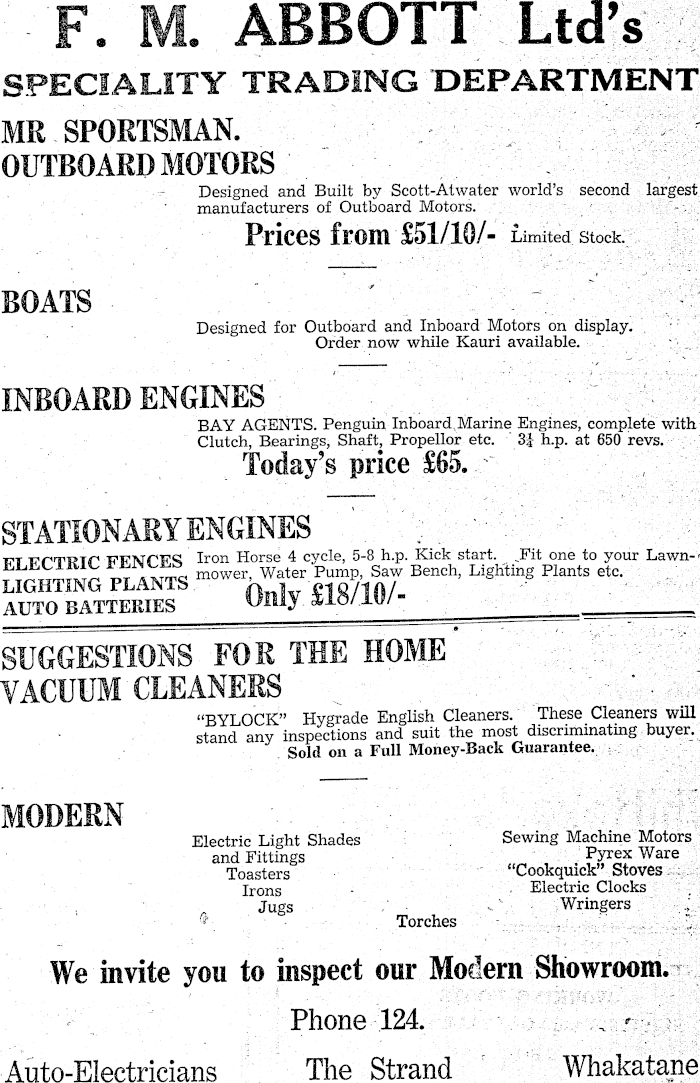 F. M. ABBOTT Ltd's
SPECIALITY TRADING DEPARTMENT
MR SPORTSMAN.
OUTBOARD MOTORS
Designed and Built by Scott-Atwater world's second largest
manufacturers of Outboard Motors.
Prices from £51/10/- Limited Stock.
BOATS
Designed for Outboard and Inboard Motors on display.
Order now while Kauri available.
INBOARD ENGINES
BAY AGENTS. Penguin Inboard Marine Engines, complete with
Clutch, Bearings, Shaft, Propellor etc. h.p. at 650 revs.
Today's price £65.
STATIONARY ENGINES
ELECTRIC FENCES
LIGHTING PLANTS
AUTO BATTERIES
Iron Horse 4 cycle, 5-8 h.p. Kick start. Fit one to your Lawn-
mower, Water Pump, Saw Bench, Lighting Plants etc.
Only £18/10/-
SUGGESTIONS FOR THE HOME
VACUUM CLEANERS
"BYLOCK" Hygrade English Cleaners. These Cleaners will
stand any inspections and suit the most discriminating buyer.
Sold on a Full Money-Back Guarantee.
MODERN
Electric Light Shades
and Fittings
Toasters
Irons
Jugs
Sewing Machine Motors
Pyrex Ware
"Cookquick" Stoves
Electric Clocks
Wringers
Torches
We invite you to inspect our Modern Showroom.
Phone 124.
Auto-Electricians The Strand Whakatane